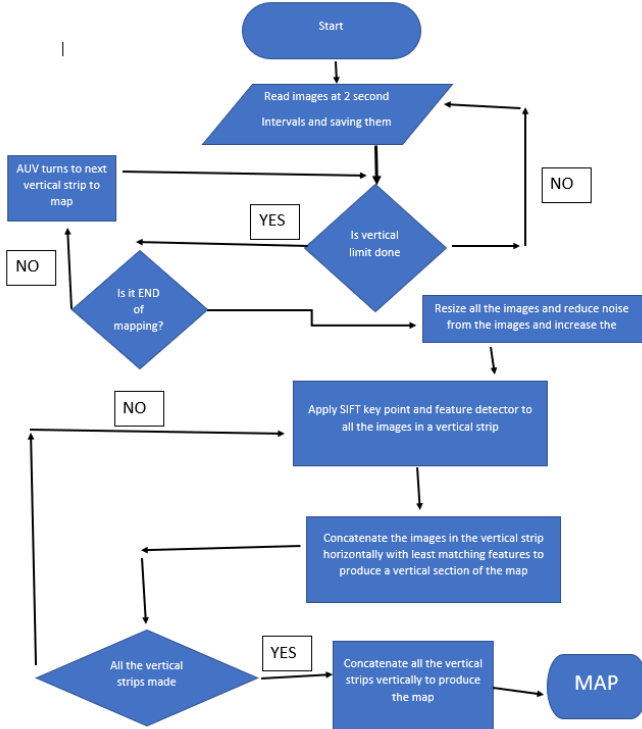 Start
Read images at 2 second
Intervals and saving them
AUV turns to next
vertical strip to
map
NO
YES
Is vertical
limit done
NO
Is it END
of
mapping?
Resize all the images and reduce noise
from the images and increase the
NO
Apply SIFT key point and feature detector to
all the images in a vertical strip
Concatenate the images in the vertical strip
horizontally with least matching features to
produce a vertical section of the map
All the vertical
strips made
YES
Concatenate all the vertical
strips vertically to produce
the map
MAP